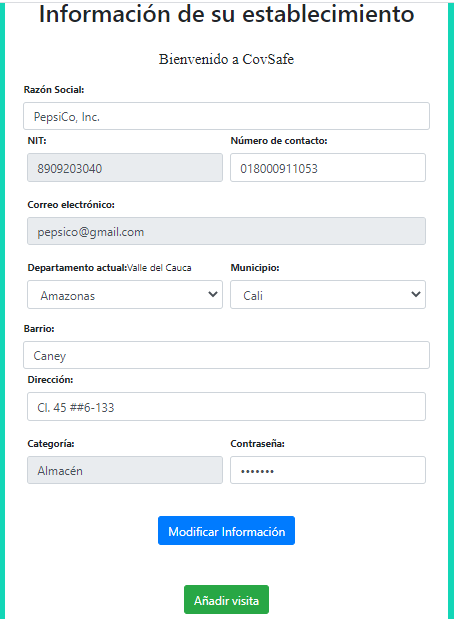 Información de su establecimiento
Bienvenido a CovSafe
Razón Social:
PepsiCo, Inc.
NIT: Número de contacto:
8909203040 018000911053
Correo electrónico:
pepsico@gmail.com
Departamento actual:Valle del Cauca Municipio:
Amazonas Cali
Barrio:
Caney
Dirección:
Cl. 45 ##6-133
Categoría: Contraseña:
Almacén •••••••
Modificar Información
Añadir visita